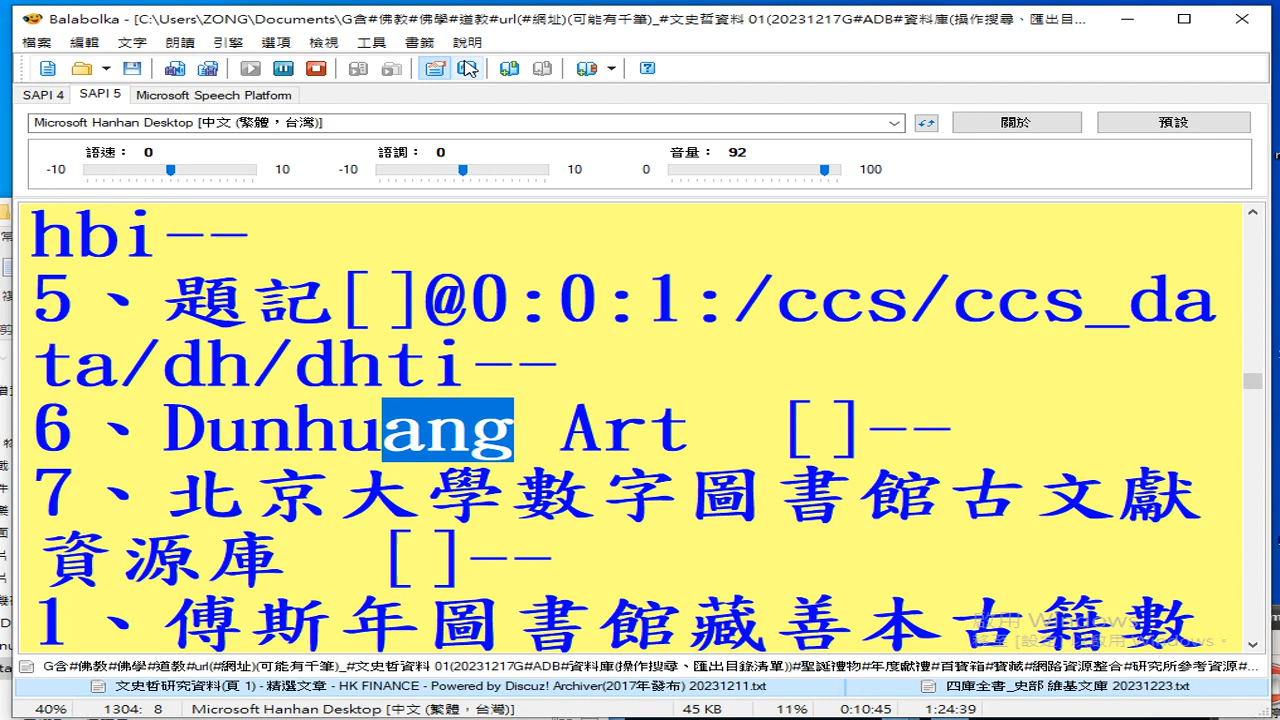 Balabolka - [C:\Users\ZONG\Documents\G含#佛教#佛學#道教#url(#網址)(可能有千筆)_#文史哲資料 01(20231217G#ADB#資料庫(操作搜尋、匯出目...
檔案 編輯 文字 朗讀 引擎 選項 檢視 工具 書籤 說明
SAPI 4 SAPI 5 Microsoft Speech Platform
Microsoft Hanhan Desktop [中文 (繁體，台灣)] 關於 預設
語速： 0 語調： 0 音量： 92
-10 10 -10 10 0 100
hbi--
5、題記[]@0:0:1:/ccs/ccs_da
ta/dh/dhti--
6、Dunhuang Art []--
7、北京大學數字圖書館古文獻
資源庫 []--
1、傅斯年圖書館藏善本古籍數
啟用 Windows
移至 [設定] 以啟用 Windows。
G含#佛教#佛學#道教#url(#網址)(可能有千筆)_#文史哲資料 01(20231217G#ADB#資料庫(操作搜尋、匯出目錄清單))#聖誕禮物#年度獻禮#百寶箱#寶藏#網路資源整合#研究所參考資源#...
文史哲研究資料(頁 1) - 精選文章 - HK FINANCE - Powered by Discuz! Archiver(2017年發布) 20231211.txt 四庫全書_史部 維基文庫 20231223.txt
40% 1304: 8 Microsoft Hanhan Desktop [中文 (繁體，台灣)] 45 KB 11% 0:10:45 1:24:39